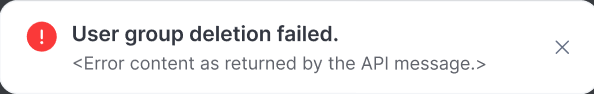 User group deletion failed.
<Error content as returned by the API message.>